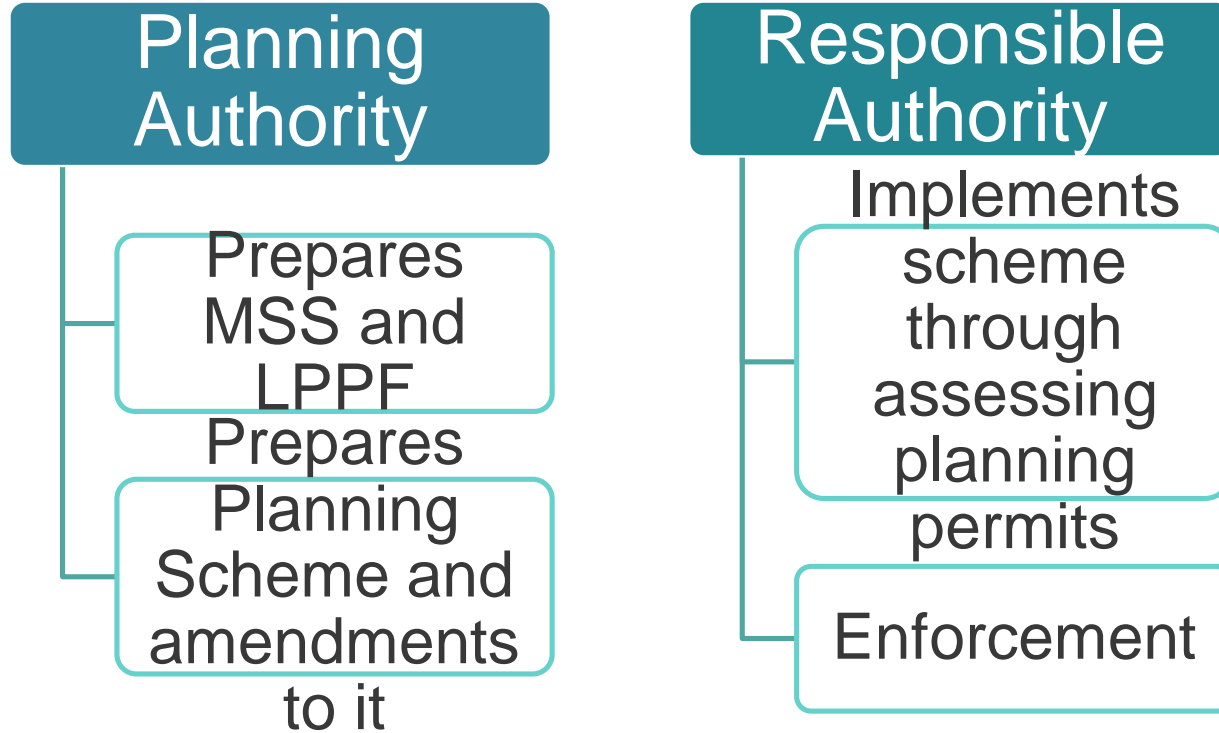 Planning
Authority
Prepares
MSS and
LPPF
Prepares
Planning
Scheme and
amendments
to it
Responsible
Authority
Implements
scheme
through
assessing
planning
permits
Enforcement